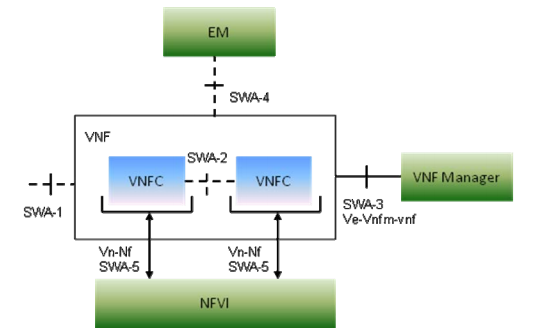 EM
SWA-4
VNF
SWA-2
VNFC
VNFC
VNF Manager
SWA-1
SWA-3
Ve-Vnfm-vnf
Vn-Nf
SWA-5
Vn-Nf
SWA-5
NFVI